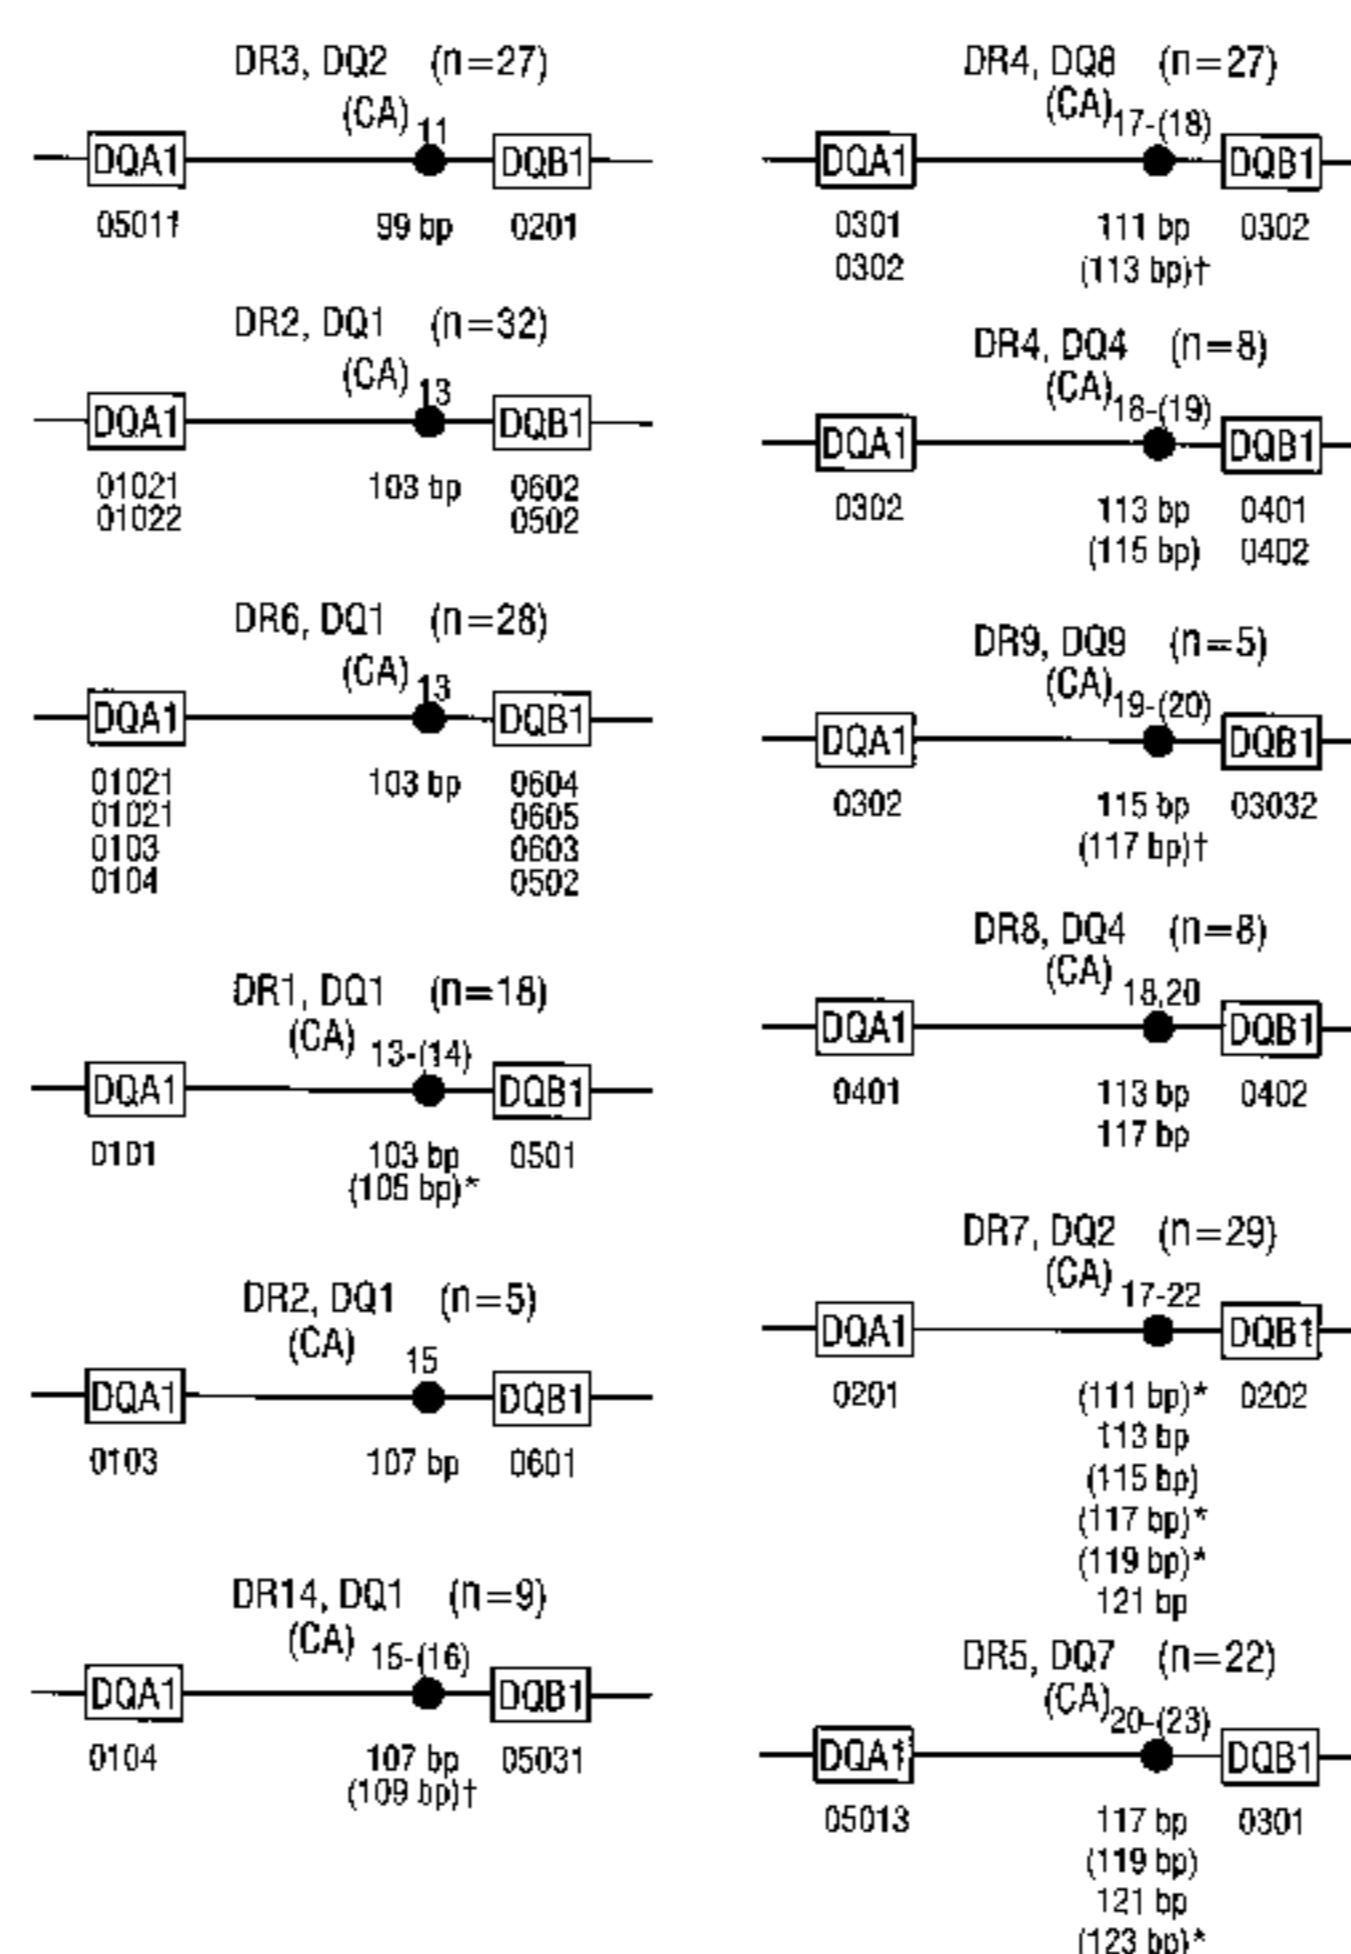 DR3, DQ2 (n=27)
(CA) 11
DQA1 DQB1
05011 99 bp 0201
DR2, DQ1 (n=32)
(CA) 13
DQA1 DQB1
01021 103 bp 0602
01022 0502
DR6, DQ1 (n=28)
(CA) 13
DQA1 DQB1
01021 103 bp 0604
01021 0605
0103 0603
0104 0502
DR1, DQ1 (n=18)
(CA) 13-(14)
DQA1 DQB1
0101 103 bp 0501
(105 bp)*
DR2, DQ1 (n=5)
(CA) 15
DQA1 DQB1
0103 107 bp 0601
DR14, DQ1 (n=9)
(CA) 15-(16)
DQA1 DQB1
0104 107 bp 05031
(109 bp)†
DR4, DQ8 (n=27)
(CA) 17-(18)
DQA1 DQB1
0301 111 bp 0302
0302 (113 bp)†
DR4, DQ4 (n=8)
(CA) 18-(19)
DQA1 DQB1
0302 113 bp 0401
(115 bp) 0402
DR9, DQ9 (n=5)
(CA) 19-(20)
DQA1 DQB1
0302 115 bp 03032
(117 bp)†
DR8, DQ4 (n=8)
(CA) 18,20
DQA1 DQB1
0401 113 bp 0402
117 bp
DR7, DQ2 (n=29)
(CA) 17-22
DQA1 DQB1
0201 (111 bp)* 0202
113 bp
(115 bp)
(117 bp)*
(119 bp)*
121 bp
DR5, DQ7 (n=22)
(CA) 20-(23)
DQA1 DQB1
05013 117 bp 0301
(119 bp)
121 bp
(123 bp)*